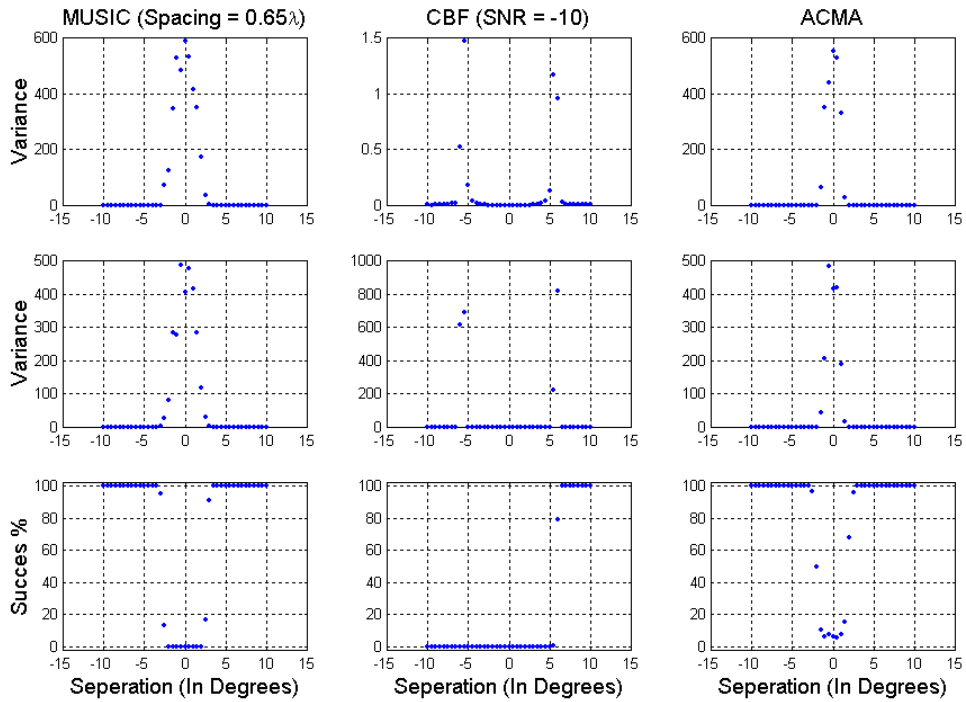 MUSIC (Spacing = 0.65λ) CBF (SNR = -10) ACMA
600 1.5 600
400 1 400
Variance
200 0.5 200
0 0 0
-15 -10 -5 0 5 10 15 -15 -10 -5 0 5 10 15 -15 -10 -5 0 5 10 15
500 1000 500
400 800 400
300 600 300
Variance
200 400 200
100 200 100
0 0 0
-15 -10 -5 0 5 10 15 -15 -10 -5 0 5 10 15 -15 -10 -5 0 5 10 15
100 100 100
80 80 80
60 60 60
Succes %
40 40 40
20 20 20
0 0 0
-15 -10 -5 0 5 10 15 -15 -10 -5 0 5 10 15 -15 -10 -5 0 5 10 15
Seperation (In Degrees) Seperation (In Degrees) Seperation (In Degrees)